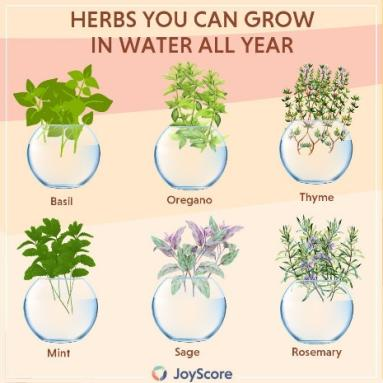 HERBS YOU CAN GROW
IN WATER ALL YEAR
Basil
Oregano
Thyme
Mint
Sage
Rosemary
JoyScore